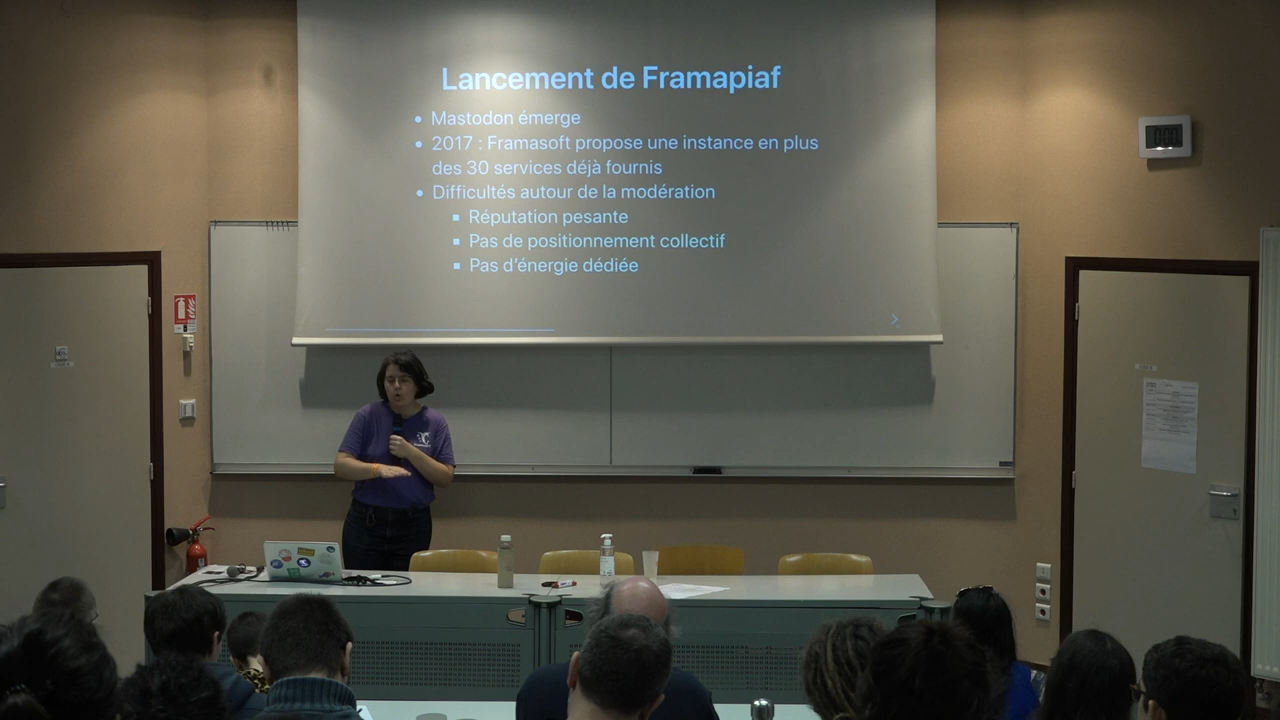 Lancement de Framapiaf
• Mastodon émerge
• 2017 : Framasoft propose une instance en plus
des 30 services déjà fournis
• Difficultés autour de la modération
▪ Réputation pesante
▪ Pas de positionnement collectif
▪ Pas d'énergie dédiée